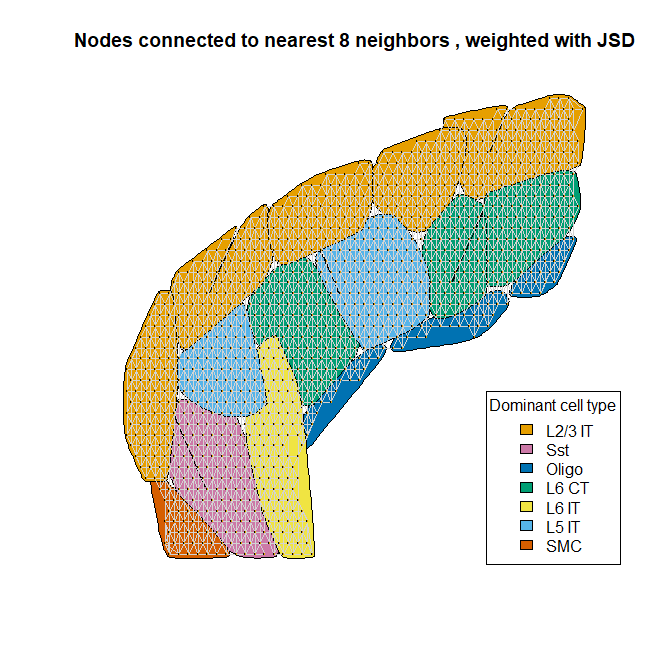 Nodes connected to nearest 8 neighbors , weighted with JSD
Dominant cell type
L2/3 IT
Sst
Oligo
L6 CT
L6 IT
L5 IT
SMC